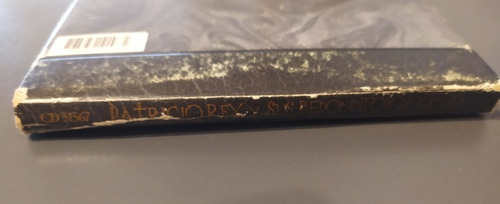 CD 51567 PATRICIO REY Y SUS REDONDITOS